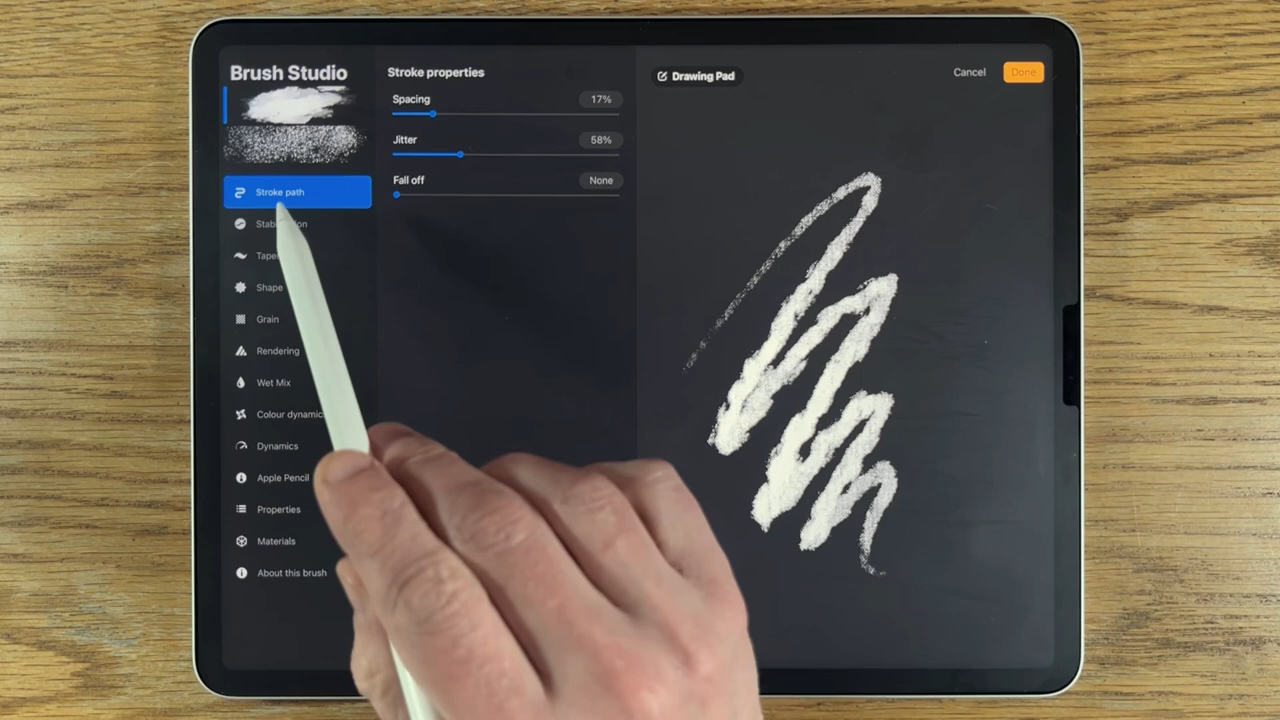 Brush Studio
Stroke path
Shape
Grain
Rendering
Wet Mix
Colour dynamic
Dynamics
Apple Pencil
Properties
Materials
About this brush
Stroke properties
Spacing 17%
Jitter 58%
Fall off None
Drawing Pad
Cancel Done